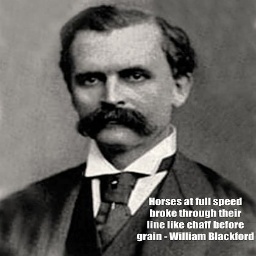 Horses at full speed
broke through their
line like chaff before
grain - William Blackford